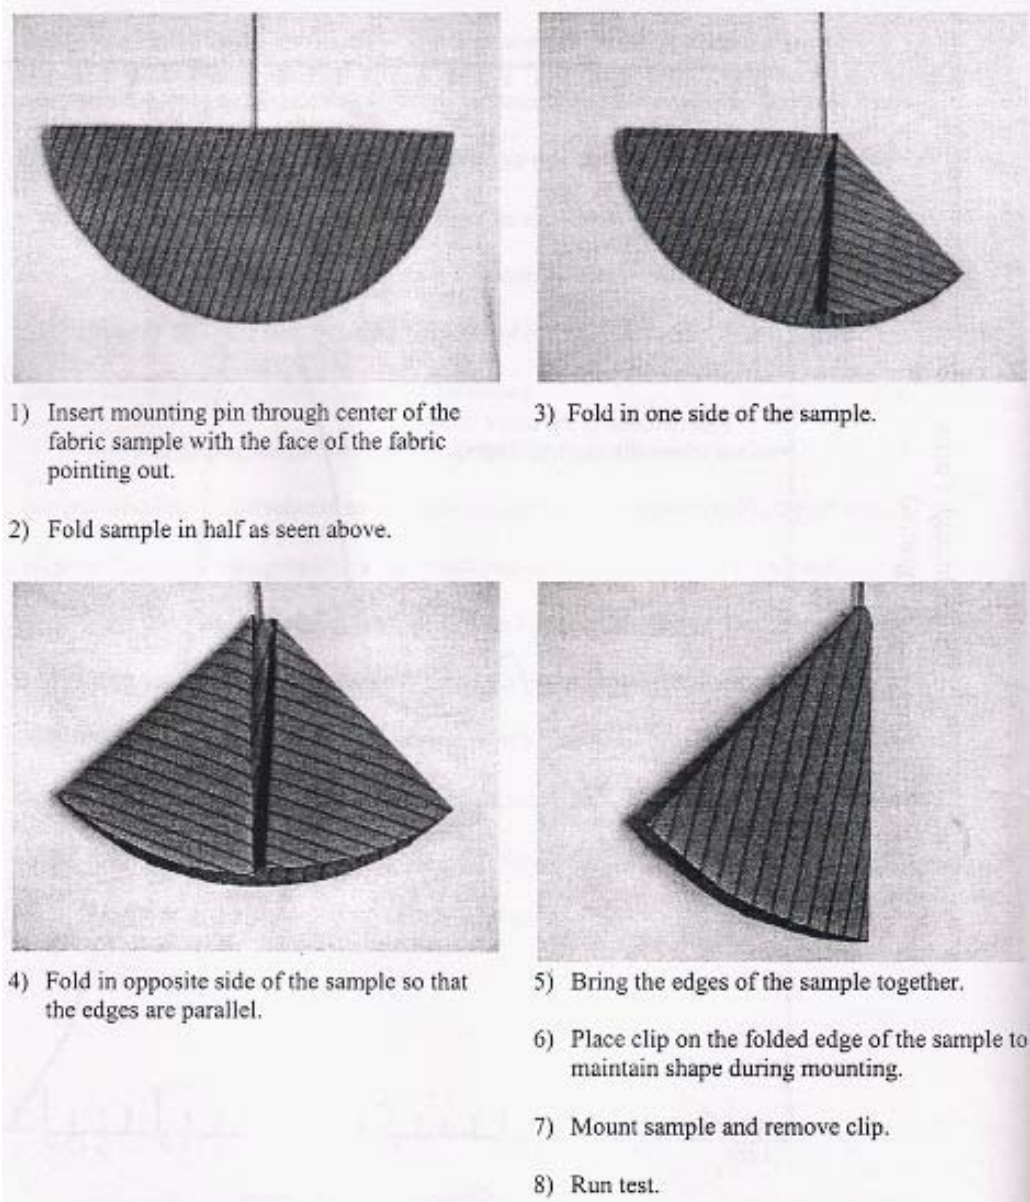 1) Insert mounting pin through center of the
fabric sample with the face of the fabric
pointing out.
2) Fold sample in half as seen above.
3) Fold in one side of the sample.
4) Fold in opposite side of the sample so that
the edges are parallel.
5) Bring the edges of the sample together.
6) Place clip on the folded edge of the sample to
maintain shape during mounting.
7) Mount sample and remove clip.
8) Run test.